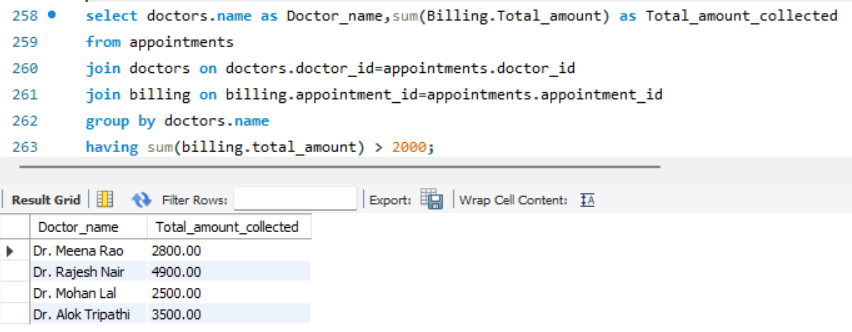 258 select doctors.name as Doctor_name,sum(Billing.Total_amount) as Total_amount_collected
259 from appointments
260 join doctors on doctors.doctor_id=appointments.doctor_id
261 join billing on billing.appointment_id=appointments.appointment_id
262 group by doctors.name
263 having sum(billing.total_amount) > 2000;
Result Grid Filter Rows: Export: Wrap Cell Content: IA
Doctor_name Total_amount_collected
Dr. Meena Rao 2800.00
Dr. Rajesh Nair 4900.00
Dr. Mohan Lal 2500.00
Dr. Alok Tripathi 3500.00